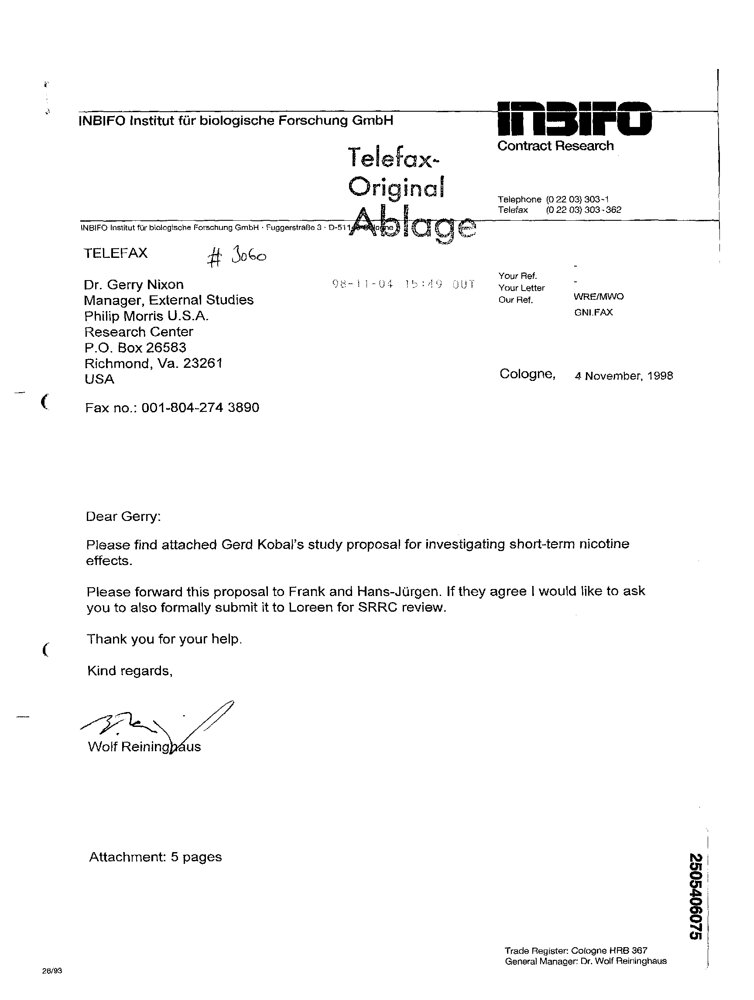 INBIFO Institut für biologische Forschung GmbH
INBIFO
Contract Research
Telefax-
Original
Ablage
Telephone (0 22 03) 303-1
Telefax (0 22 03) 303-362
INBIFO Institut für biologische Forschung GmbH · Fuggerstraße 3 ·
TELEFAX
# 3060
98-11-04 15:49 OUT
Dr. Gerry Nixon
Manager, External Studies
Philip Morris U.S.A.
Research Center
P.O. Box 26583
Richmond, Va. 23261
USA
Your Ref. -
Your Letter -
Our Ref. WRE/MWO
GNI.FAX
Cologne, 4 November, 1998
Fax no.: 001-804-274 3890
Dear Gerry:
Please find attached Gerd Kobal's study proposal for investigating short-term nicotine
effects.
Please forward this proposal to Frank and Hans-Jürgen. If they agree I would like to ask
you to also formally submit it to Loreen for SRRC review.
Thank you for your help.
Kind regards,
Wolf Reininghaus
Attachment: 5 pages
2505406075
Trade Register: Cologne HRB 367
General Manager: Dr. Wolf Reininghaus
26/93